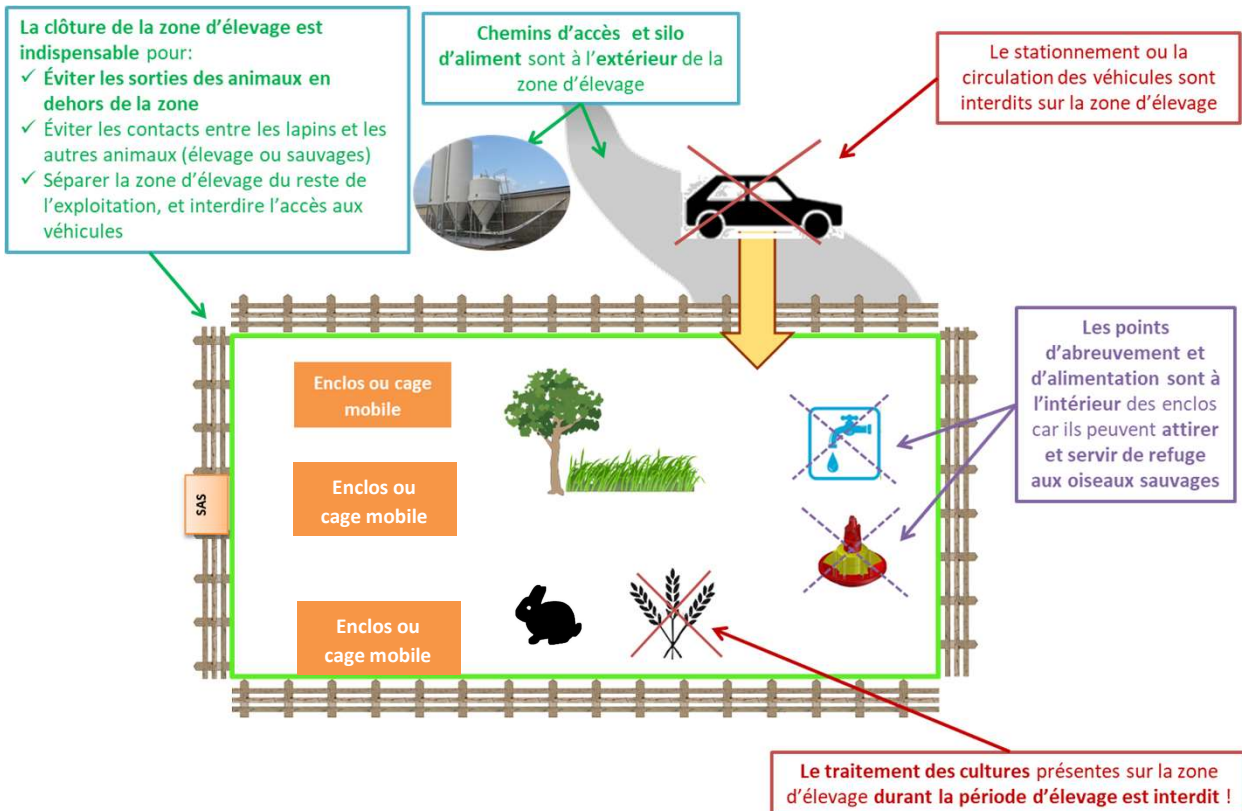 La clôture de la zone d'élevage est
indispensable pour:
✓ Éviter les sorties des animaux en
dehors de la zone
✓ Éviter les contacts entre les lapins et les
autres animaux (élevage ou sauvages)
✓ Séparer la zone d'élevage du reste de
l'exploitation, et interdire l'accès aux
véhicules
Chemins d'accès et silo
d'aliment sont à l'extérieur de la
zone d'élevage
Le stationnement ou la
circulation des véhicules sont
interdits sur la zone d'élevage
Les points
d'abreuvement et
d'alimentation sont à
l'intérieur des enclos
car ils peuvent attirer
et servir de refuge
aux oiseaux sauvages
Enclos ou cage
mobile
Enclos ou
cage mobile
SAS
Enclos ou
cage mobile
Le traitement des cultures présentes sur la zone
d'élevage durant la période d'élevage est interdit !